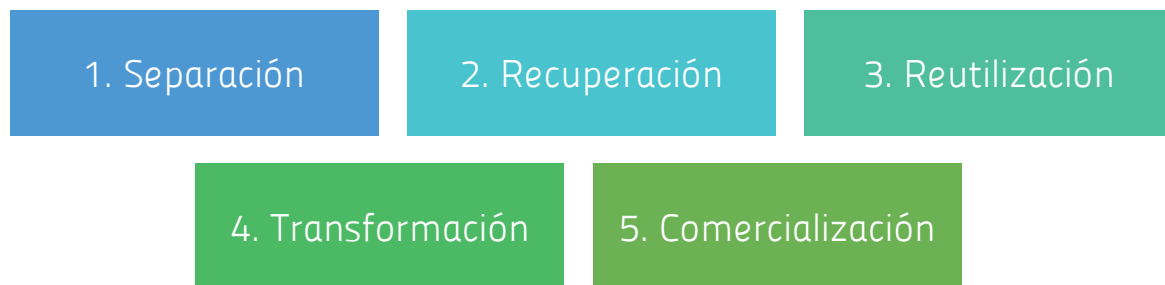 1. Separación
2. Recuperación
3. Reutilización
4. Transformación
5. Comercialización